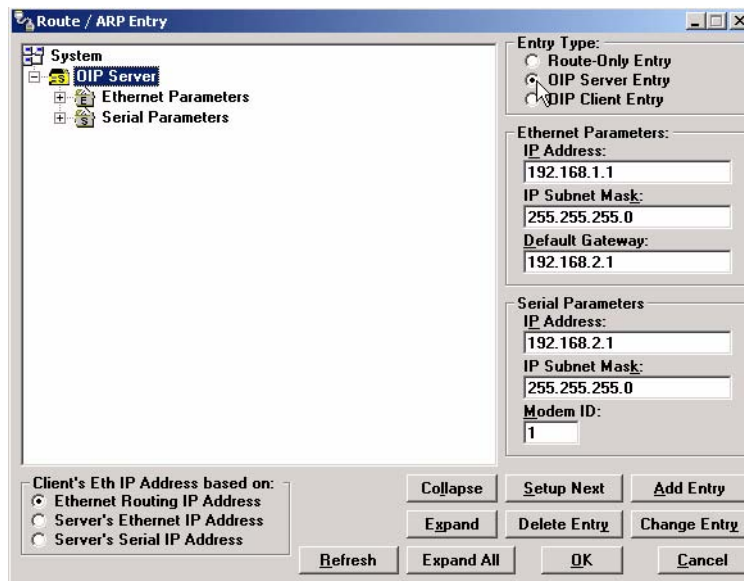 Route / ARP Entry
System
OIP Server
Ethernet Parameters
Serial Parameters
Entry Type:
Route-Only Entry
OIP Server Entry
OIP Client Entry
Ethernet Parameters:
IP Address:
192.168.1.1
IP Subnet Mask:
255.255.255.0
Default Gateway:
192.168.2.1
Serial Parameters
IP Address:
192.168.2.1
IP Subnet Mask:
255.255.255.0
Modem ID:
1
Client's Eth IP Address based on:
Ethernet Routing IP Address
Server's Ethernet IP Address
Server's Serial IP Address
Collapse
Setup Next
Add Entry
Expand
Delete Entry
Change Entry
Refresh
Expand All
OK
Cancel